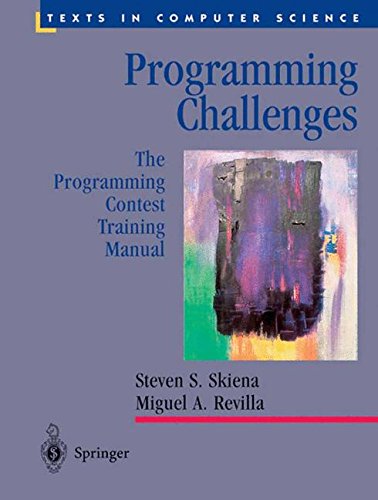 TEXTS IN COMPUTER SCIENCE
Programming
Challenges
The
Programming
Contest
Training
Manual
Steven S. Skiena
Miguel A. Revilla
Springer